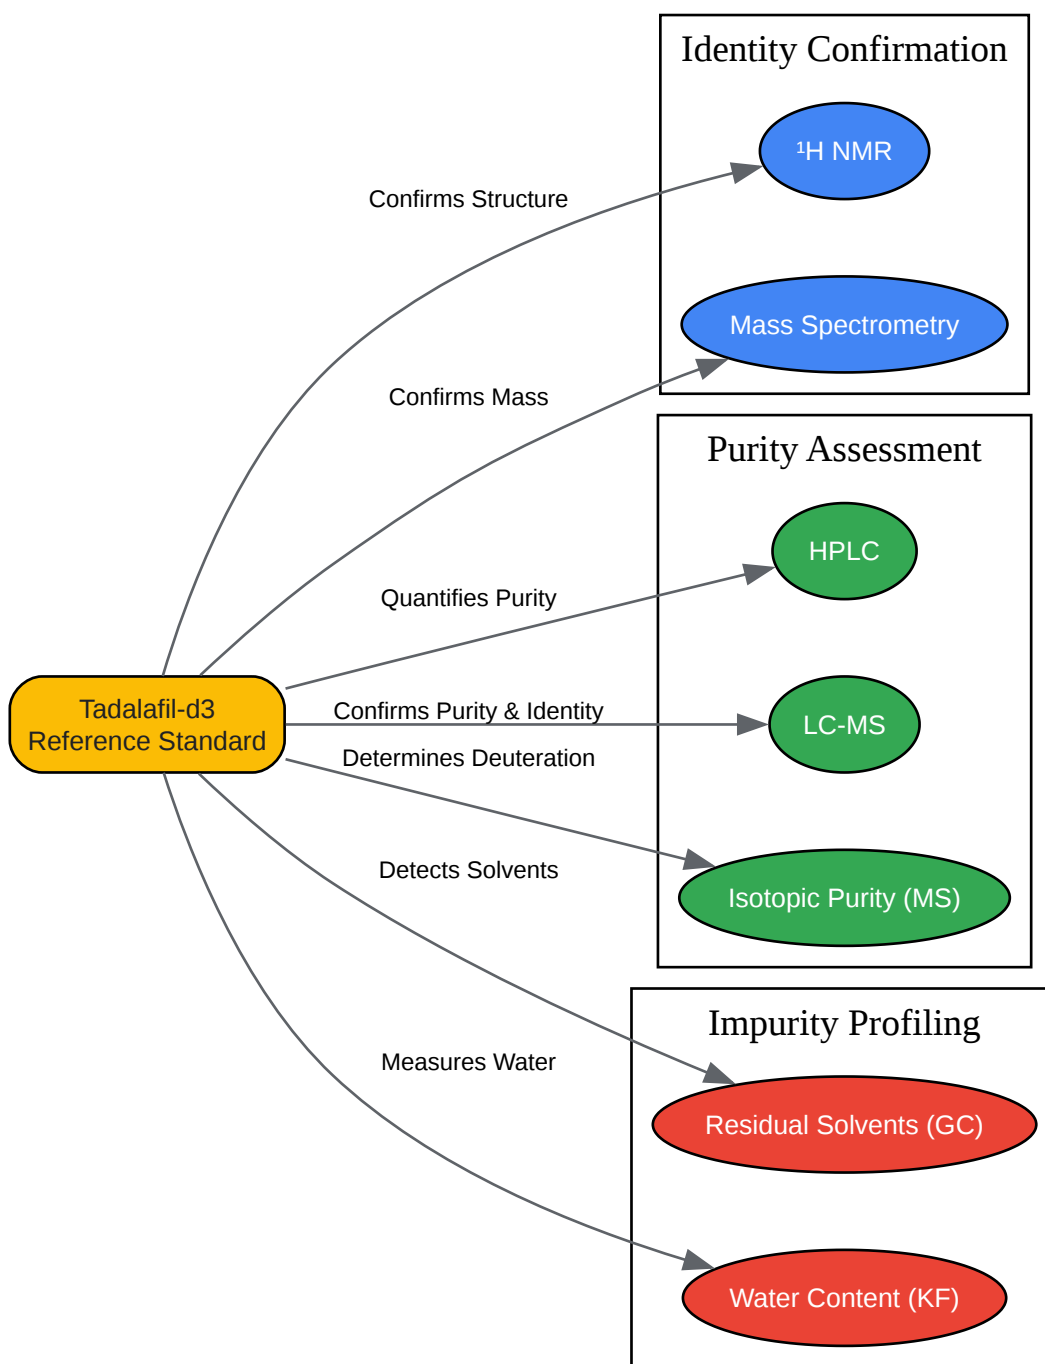 Identity Confirmation
¹H NMR
Confirms Structure
Mass Spectrometry
Confirms Mass
Purity Assessment
HPLC
Quantifies Purity
Tadalafil-d3
Reference Standard
Confirms Purity & Identity
LC-MS
Determines Deuteration
Detects Solvents
Isotopic Purity (MS)
Impurity Profiling
Measures Water
Residual Solvents (GC)
Water Content (KF)